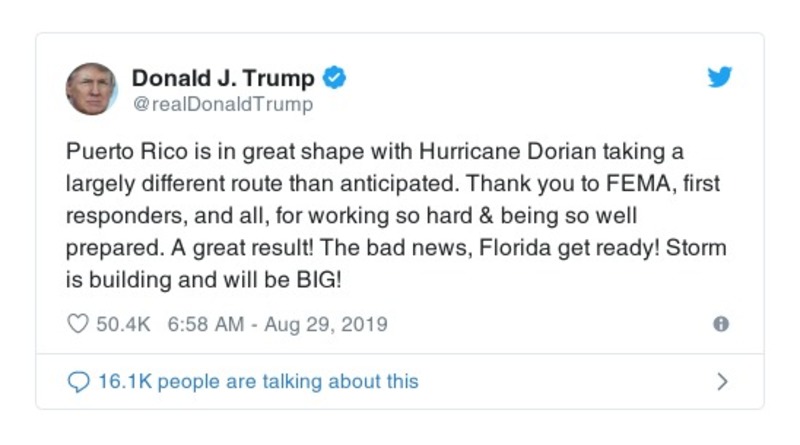 Donald J. Trump
@realDonaldTrump
Puerto Rico is in great shape with Hurricane Dorian taking a
largely different route than anticipated. Thank you to FEMA, first
responders, and all, for working so hard & being so well
prepared. A great result! The bad news, Florida get ready! Storm
is building and will be BIG!
50.4K 6:58 AM - Aug 29, 2019
16.1K people are talking about this